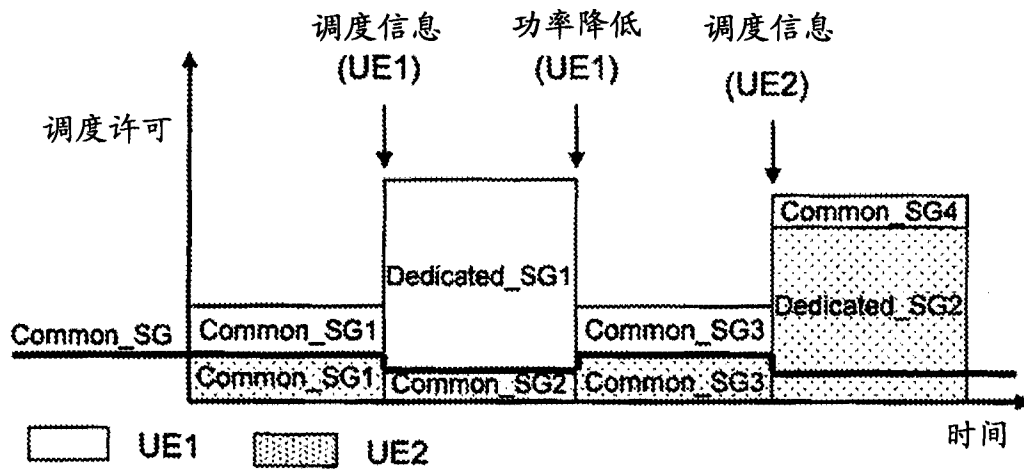 调度信息
(UE1)
功率降低
(UE1)
调度信息
(UE2)
调度许可
Common_SG4
Dedicated_SG1
Dedicated_SG2
Common_SG
Common_SG1
Common_SG3
Common_SG1
Common_SG2
Common_SG3
时间
UE1
UE2